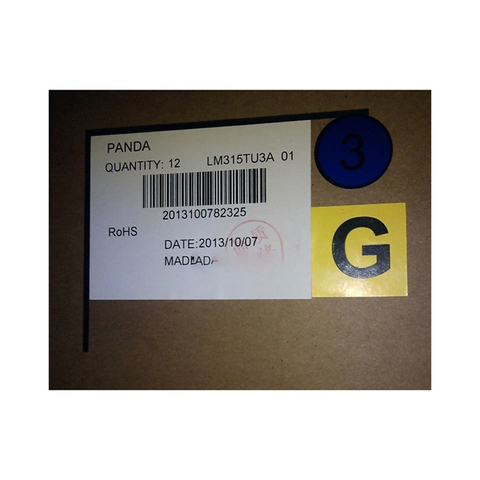 PANDA
QUANTITY: 12 LM315TU3A 01
2013100782325
RoHS
DATE:2013/10/07
3
G